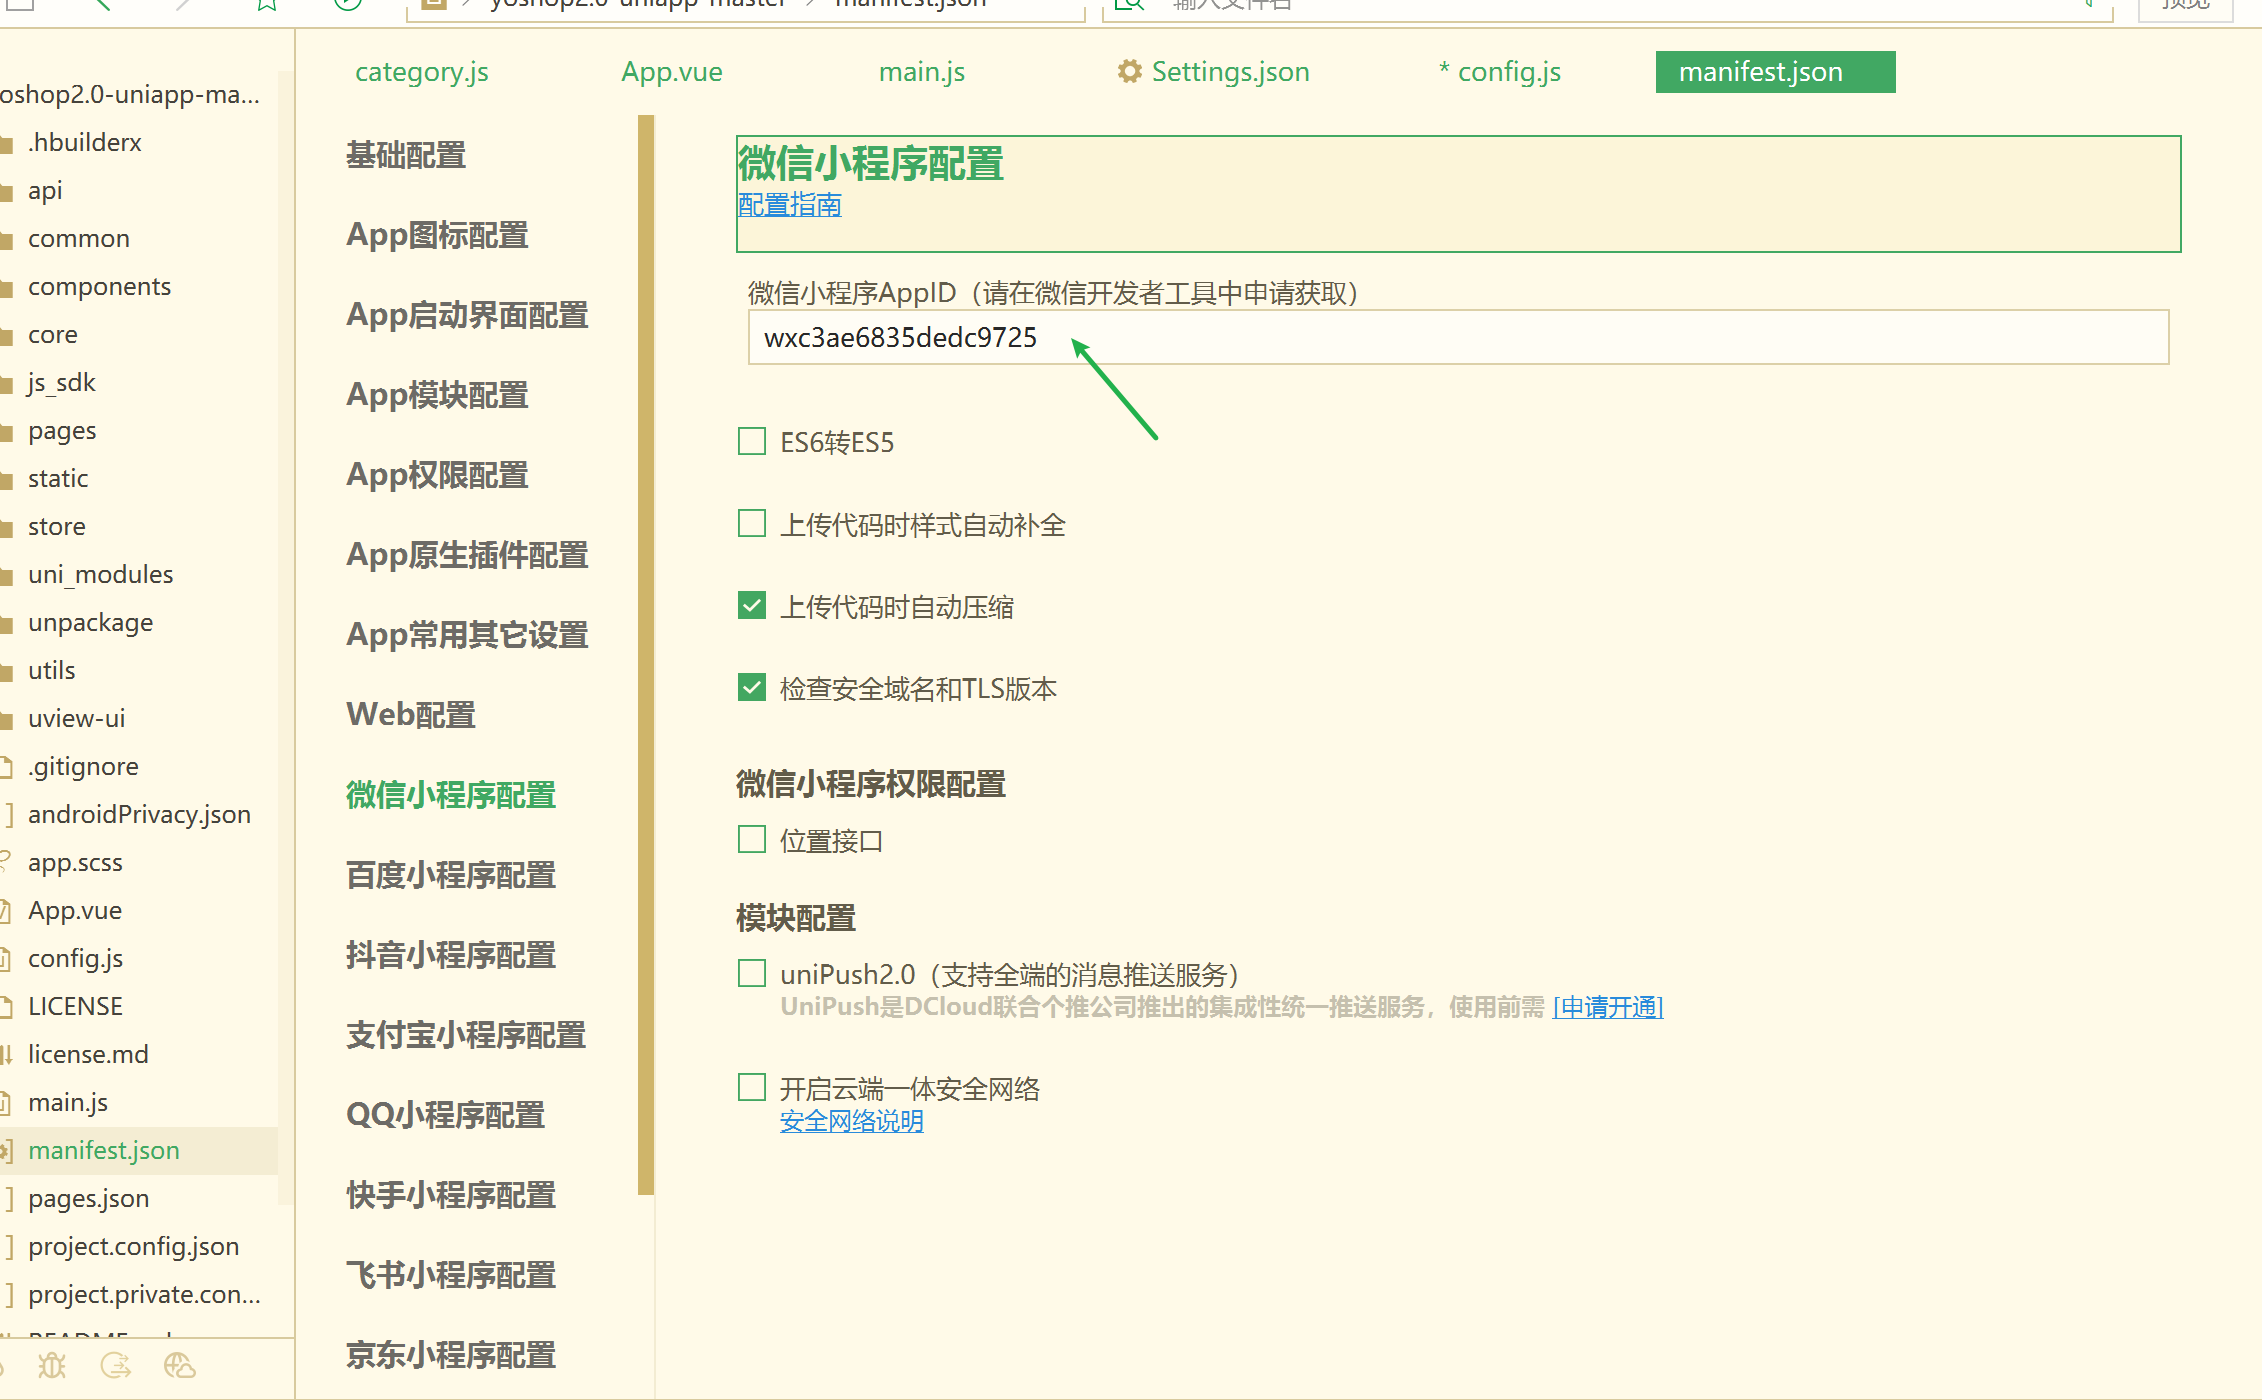 yoshop2.0-uniapp-master > manifest.json
输入文件名
预览
category.js
App.vue
main.js
Settings.json
* config.js
manifest.json
oshop2.0-uniapp-ma...
.hbuilderx
api
common
components
core
js_sdk
pages
static
store
uni_modules
unpackage
utils
uview-ui
.gitignore
androidPrivacy.json
app.scss
App.vue
config.js
LICENSE
license.md
main.js
manifest.json
pages.json
project.config.json
project.private.con...
基础配置
App图标配置
App启动界面配置
App模块配置
App权限配置
App原生插件配置
App常用其它设置
Web配置
微信小程序配置
百度小程序配置
抖音小程序配置
支付宝小程序配置
QQ小程序配置
快手小程序配置
飞书小程序配置
京东小程序配置
微信小程序配置
配置指南
微信小程序AppID（请在微信开发者工具中申请获取）
wxc3ae6835dedc9725
ES6转ES5
上传代码时样式自动补全
上传代码时自动压缩
检查安全域名和TLS版本
微信小程序权限配置
位置接口
模块配置
uniPush2.0（支持全端的消息推送服务）
UniPush是DCloud联合个推公司推出的集成性统一推送服务，使用前需 [申请开通]
开启云端一体安全网络
安全网络说明